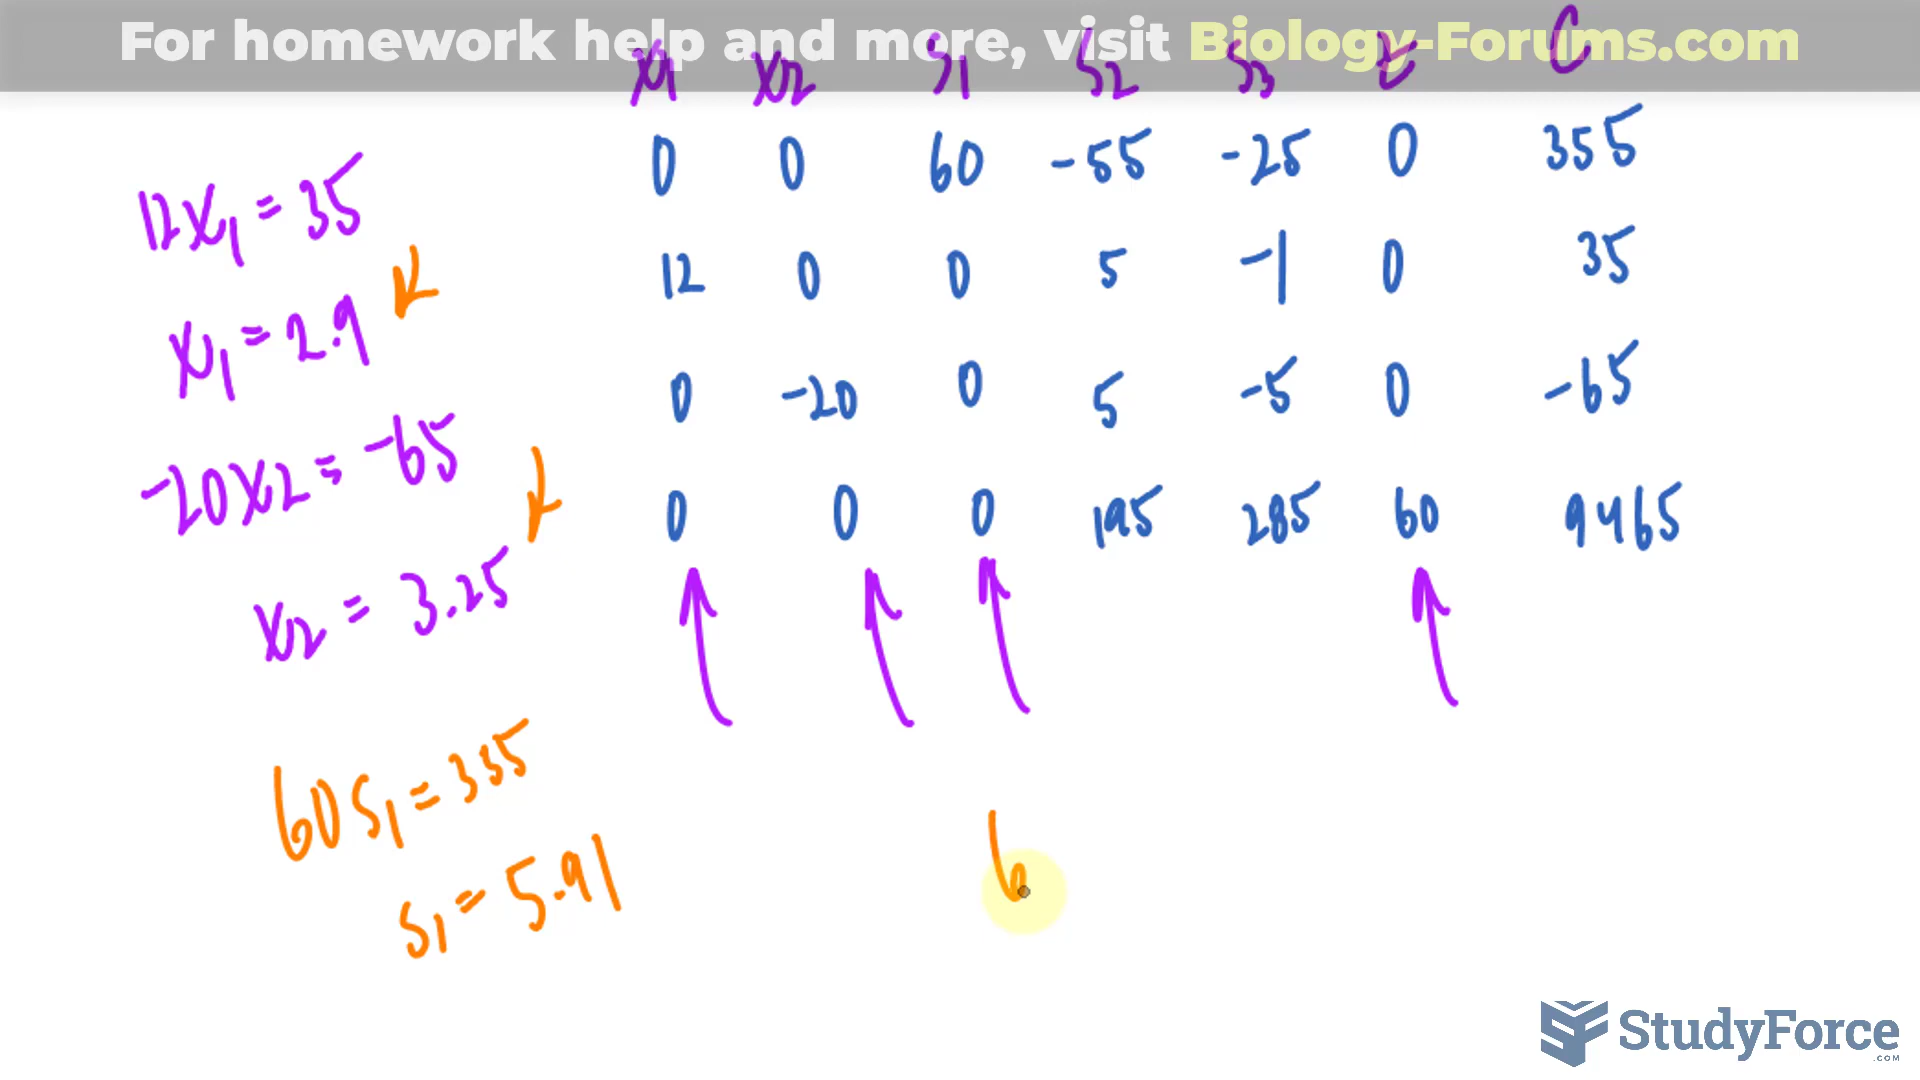 For homework help and more, visit Biology-Forums.com
x1 x2 s1 s2 s3 z C
0 0 60 -55 -25 0 355
12 0 0 5 -1 0 35
0 -20 0 5 -5 0 -65
0 0 0 195 285 60 9465
12x1 = 35
x1 = 2.9
-20x2 = -65
x2 = 3.25
60s1 = 355
s1 = 5.91
6
StudyForce
.COM